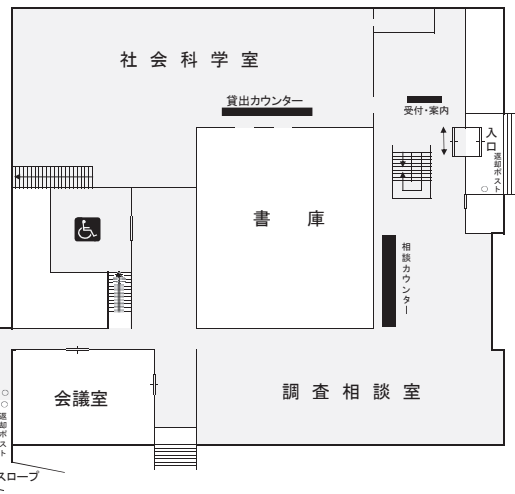 社会科学室
貸出カウンター
受付・案内
入口
返却ポスト
書庫
相談カウンター
調査相談室
会議室
返却ポスト
スロープ